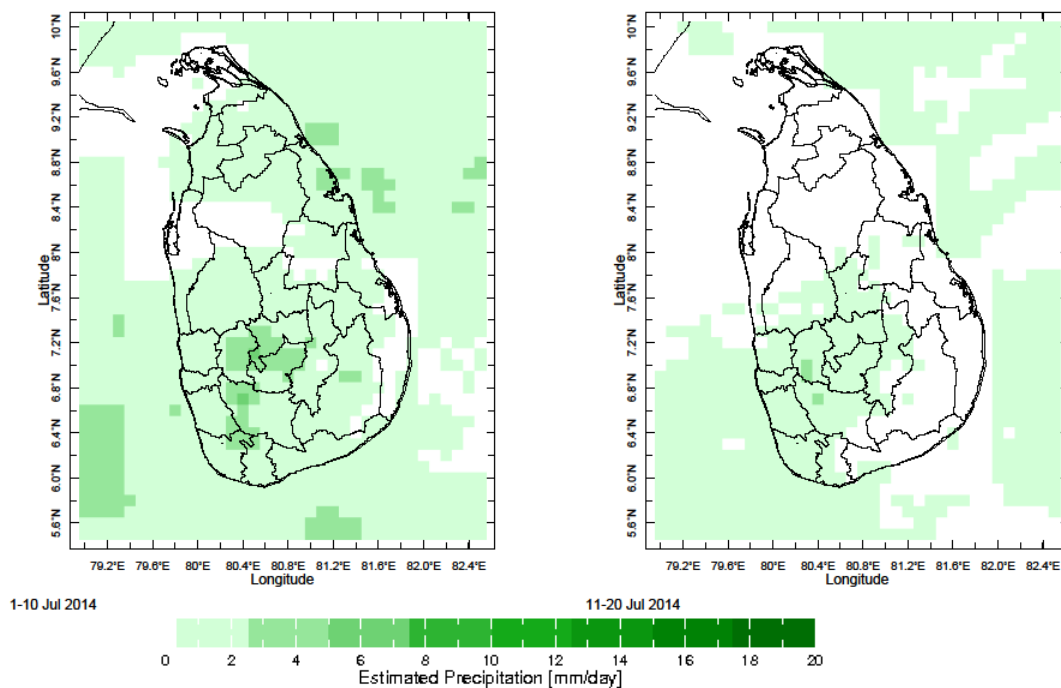 10°N
9.6°N
9.2°N
8.8°N
8.4°N
8°N
7.6°N
7.2°N
6.8°N
6.4°N
6.0°N
5.6°N
Latitude
79.2°E 79.6°E 80°E 80.4°E 80.8°E 81.2°E 81.6°E 82.0°E 82.4°E
Longitude
10°N
9.6°N
9.2°N
8.8°N
8.4°N
8°N
7.6°N
7.2°N
6.8°N
6.4°N
6.0°N
5.6°N
Latitude
79.2°E 79.6°E 80°E 80.4°E 80.8°E 81.2°E 81.6°E 82.0°E 82.4°E
Longitude
1-10 Jul 2014
11-20 Jul 2014
0 2 4 6 8 10 12 14 16 18 20
Estimated Precipitation [mm/day]